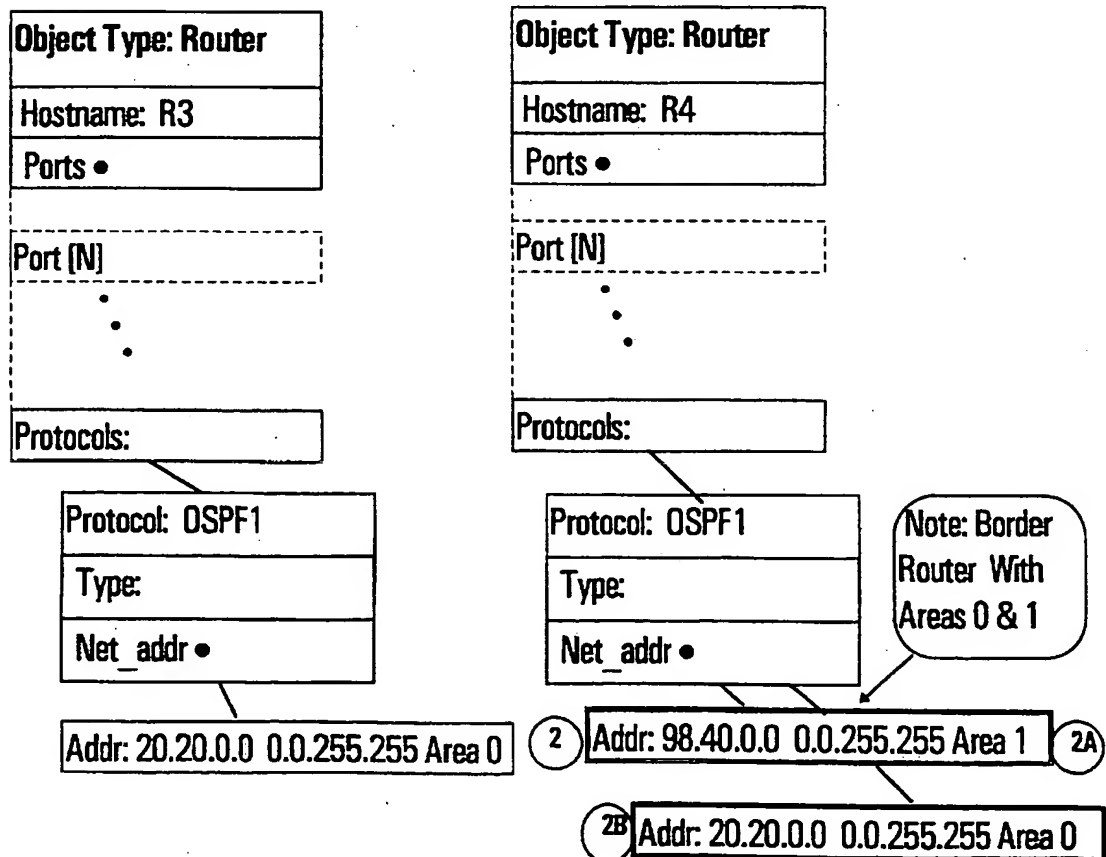 Object Type: Router
Hostname: R3
Ports
Port [N]
Protocols:
Protocol: OSPF1
Type:
Net_addr
Addr: 20.20.0.0 0.0.255.255 Area 0
Object Type: Router
Hostname: R4
Ports
Port [N]
Protocols:
Protocol: OSPF1
Type:
Net_addr
Note: Border
Router With
Areas 0 & 1
2
Addr: 98.40.0.0 0.0.255.255 Area 1
2A
2B
Addr: 20.20.0.0 0.0.255.255 Area 0